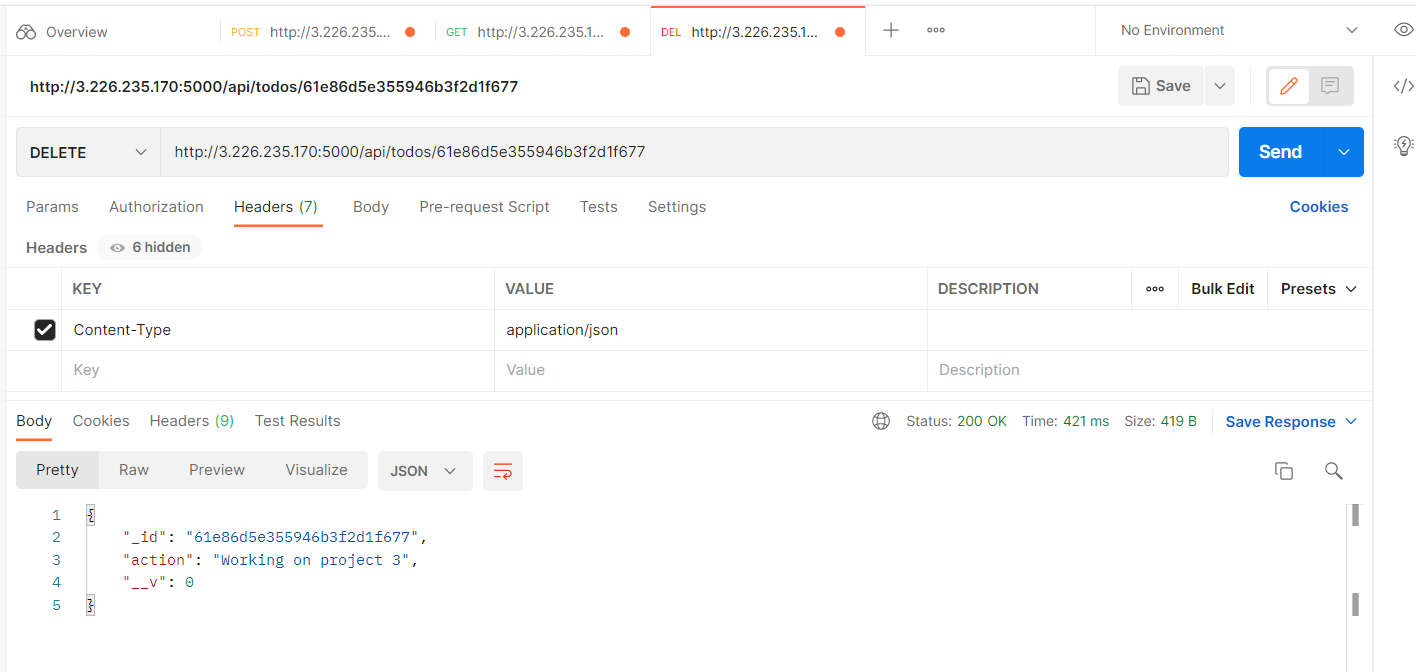 Overview
POST http://3.226.235....
GET http://3.226.235.1...
DEL http://3.226.235.1...
No Environment
http://3.226.235.170:5000/api/todos/61e86d5e355946b3f2d1f677
Save
DELETE
http://3.226.235.170:5000/api/todos/61e86d5e355946b3f2d1f677
Send
Params Authorization Headers (7) Body Pre-request Script Tests Settings Cookies
Headers 6 hidden
KEY VALUE DESCRIPTION Bulk Edit Presets
Content-Type application/json
Key Value Description
Body Cookies Headers (9) Test Results Status: 200 OK Time: 421 ms Size: 419 B Save Response
Pretty Raw Preview Visualize JSON
1 {
2 "_id": "61e86d5e355946b3f2d1f677",
3 "action": "Working on project 3",
4 "__v": 0
5 }